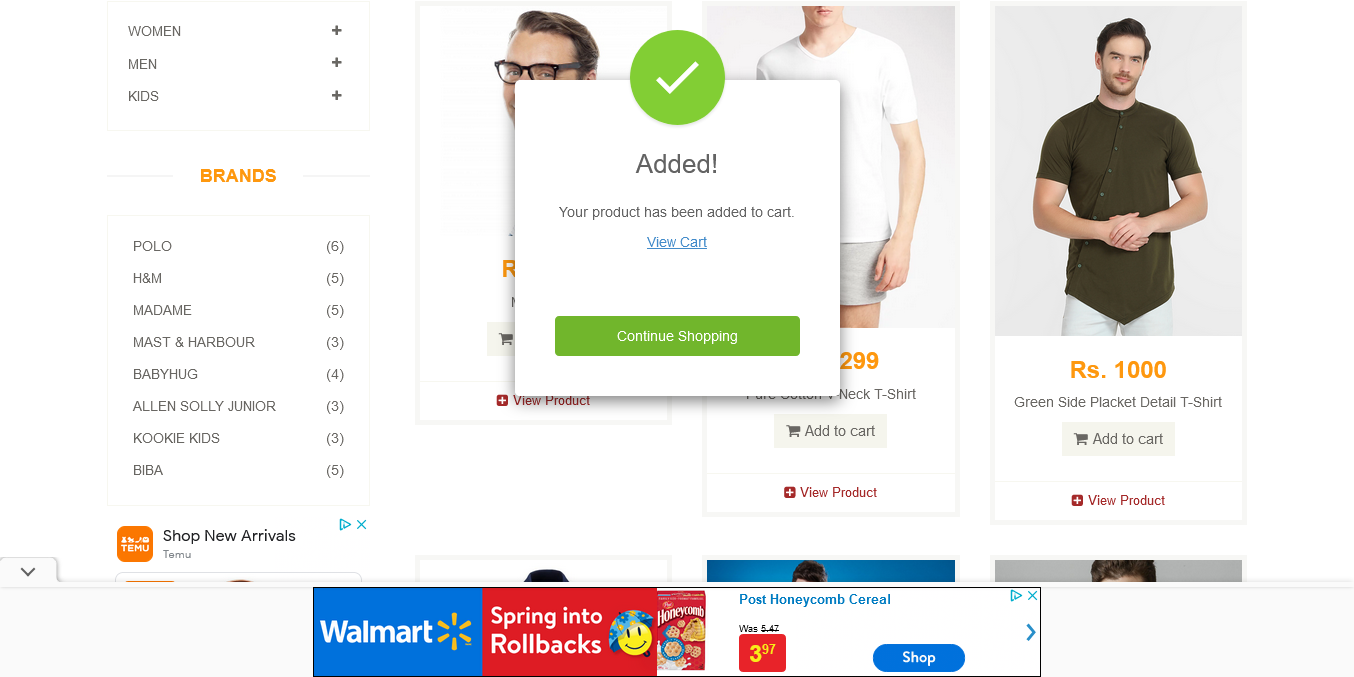 WOMEN
MEN
KIDS
BRANDS
POLO (6)
H&M (5)
MADAME (5)
MAST & HARBOUR (3)
BABYHUG (4)
ALLEN SOLLY JUNIOR (3)
KOOKIE KIDS (3)
BIBA (5)
TEMU
Shop New Arrivals
Temu
Added!
Your product has been added to cart.
View Cart
Continue Shopping
View Product
299
Pure Cotton V-Neck T-Shirt
Add to cart
View Product
Rs. 1000
Green Side Placket Detail T-Shirt
Add to cart
View Product
Walmart
Spring into
Rollbacks
Honeycomb
Post Honeycomb Cereal
Was 5.47
3.97
Shop